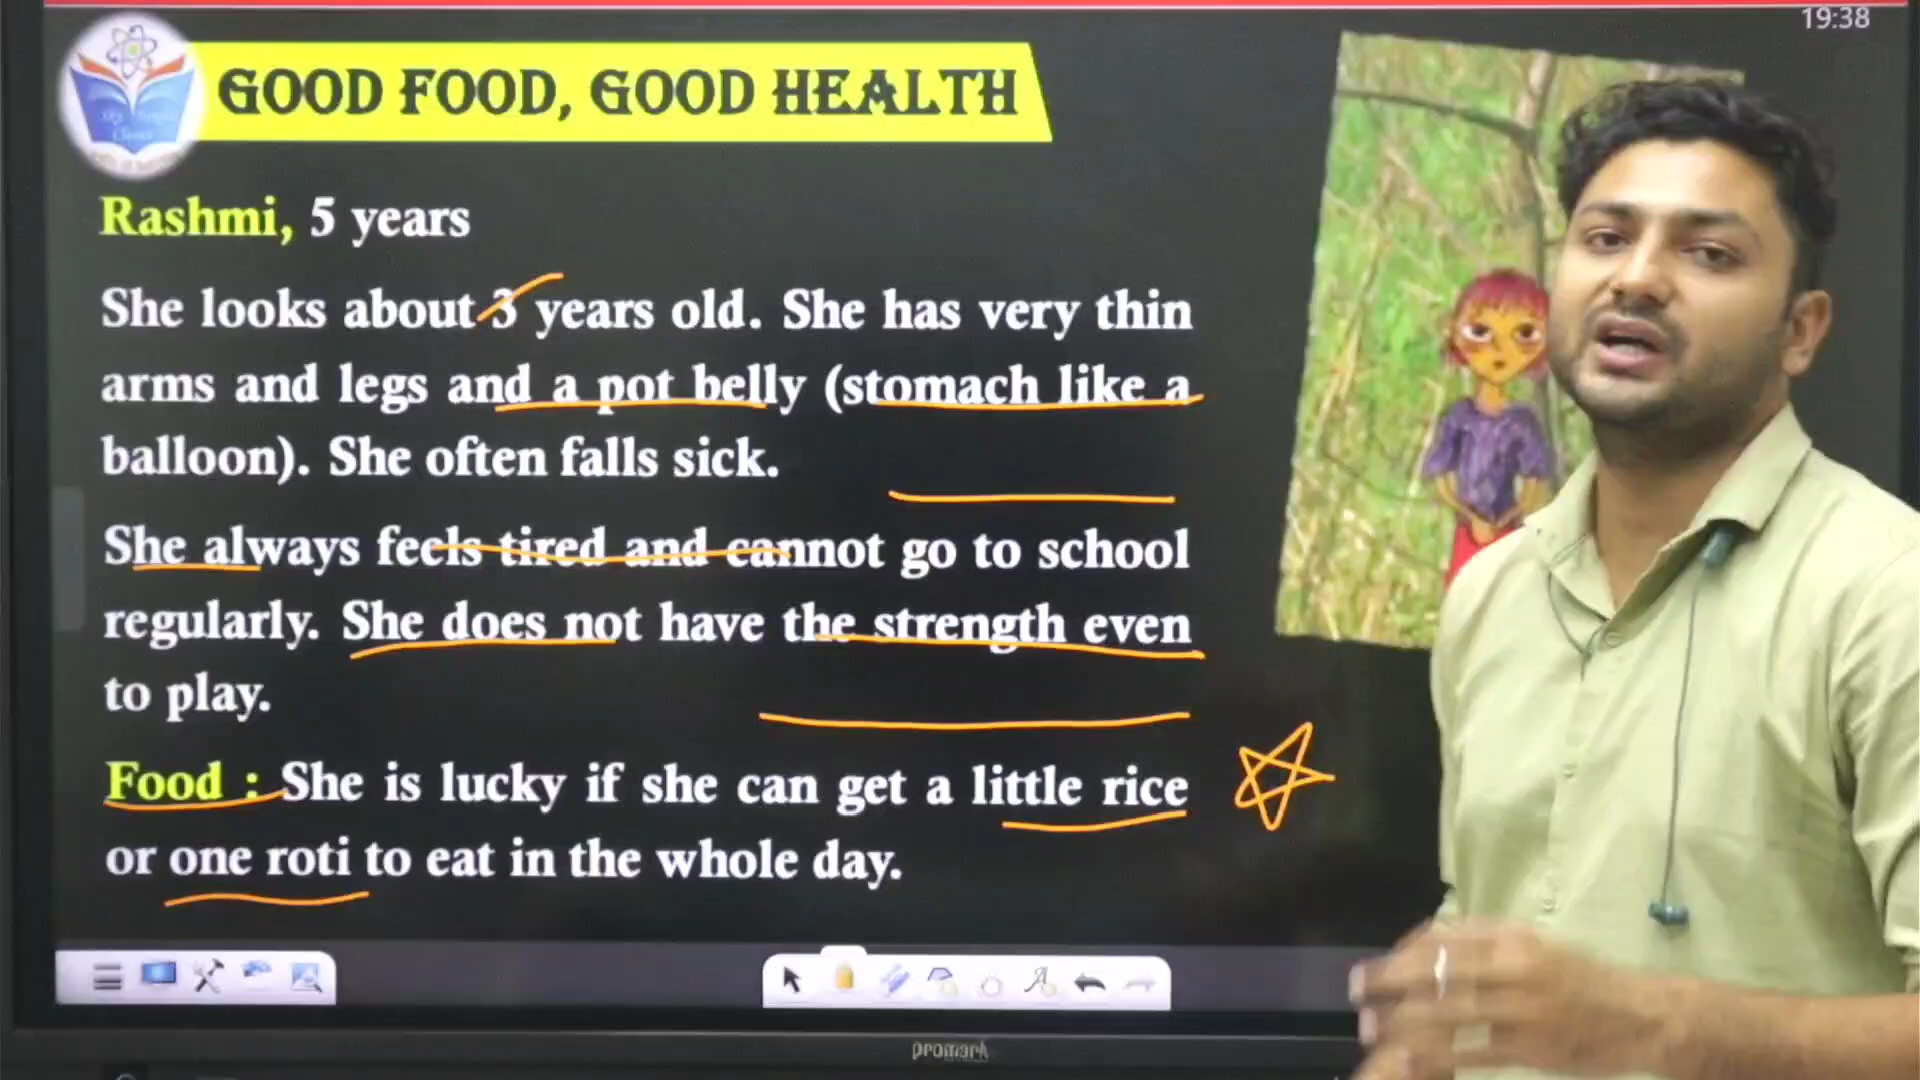 19:38
GOOD FOOD, GOOD HEALTH
Rashmi, 5 years
She looks about 3 years old. She has very thin
arms and legs and a pot belly (stomach like a
balloon). She often falls sick.
She always feels tired and cannot go to school
regularly. She does not have the strength even
to play.
Food : She is lucky if she can get a little rice
or one roti to eat in the whole day.
promark